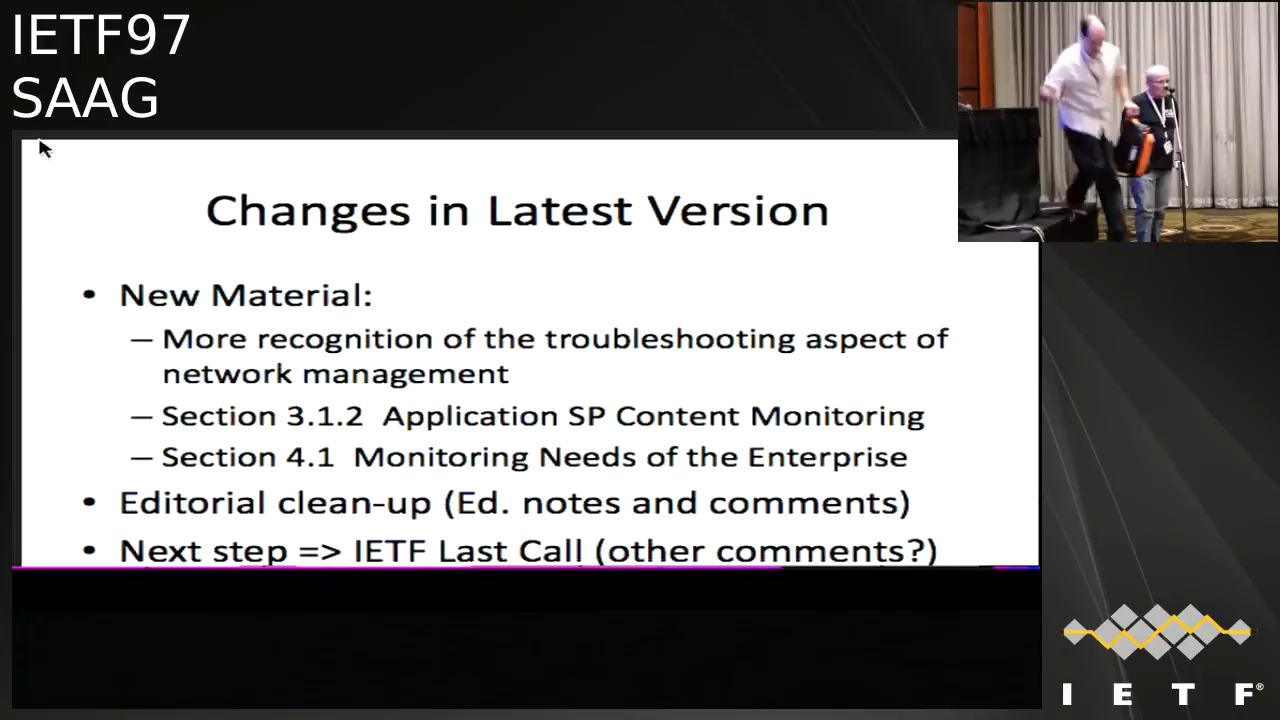 IETF97
SAAG
Changes in Latest Version
• New Material:
– More recognition of the troubleshooting aspect of
network management
– Section 3.1.2 Application SP Content Monitoring
– Section 4.1 Monitoring Needs of the Enterprise
• Editorial clean-up (Ed. notes and comments)
• Next step => IETF Last Call (other comments?)
I E T F®